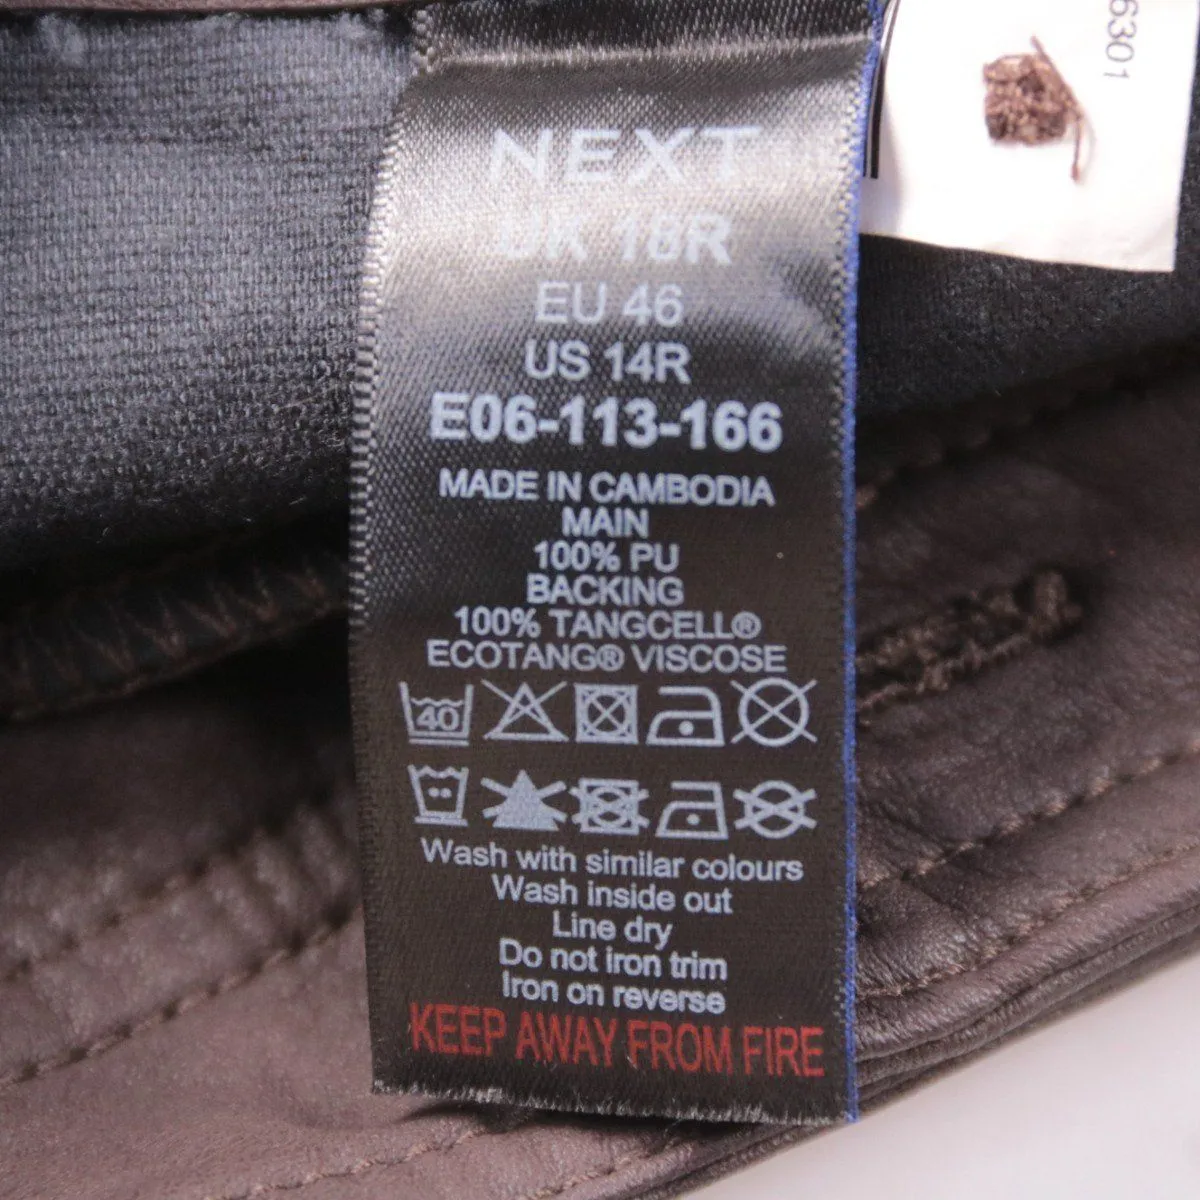 NEXT
UK 18R
EU 46
US 14R
E06-113-166
MADE IN CAMBODIA
MAIN
100% PU
BACKING
100% TANGCELL®
ECOTANG® VISCOSE
40
Wash with similar colours
Wash inside out
Line dry
Do not iron trim
Iron on reverse
KEEP AWAY FROM FIRE
6301